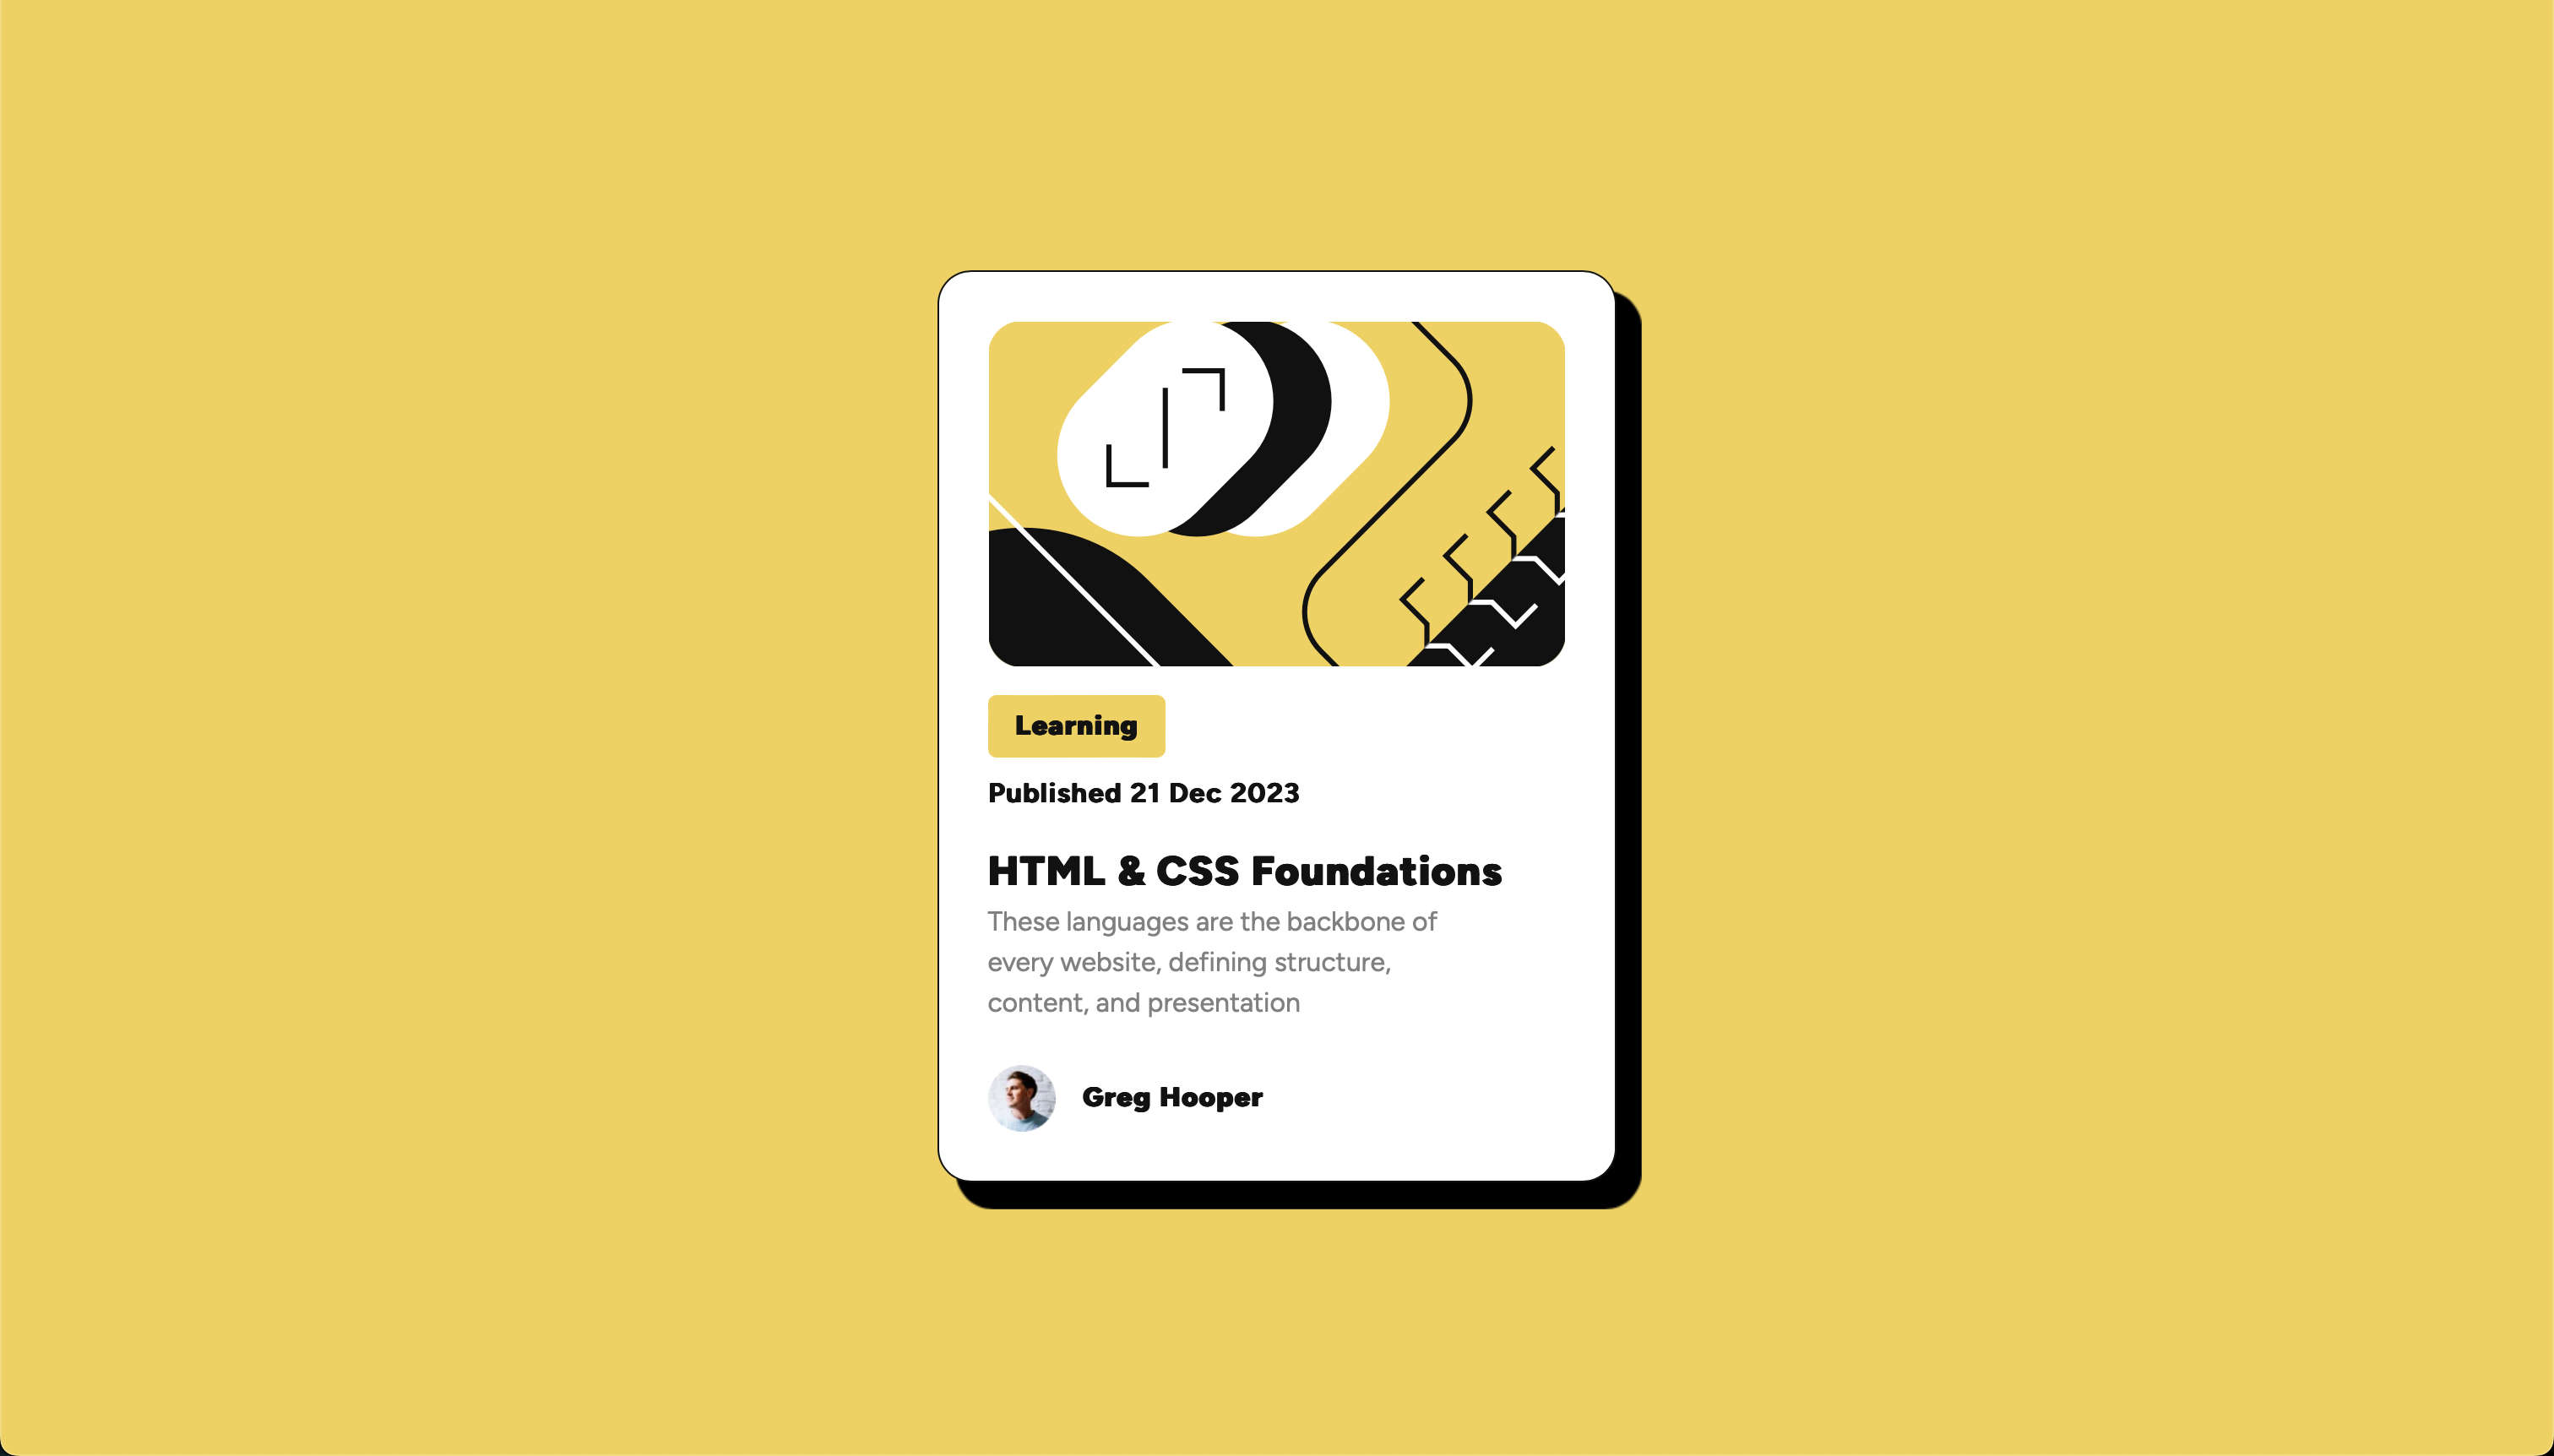 Learning
Published 21 Dec 2023
HTML & CSS Foundations
These languages are the backbone of
every website, defining structure,
content, and presentation
Greg Hooper